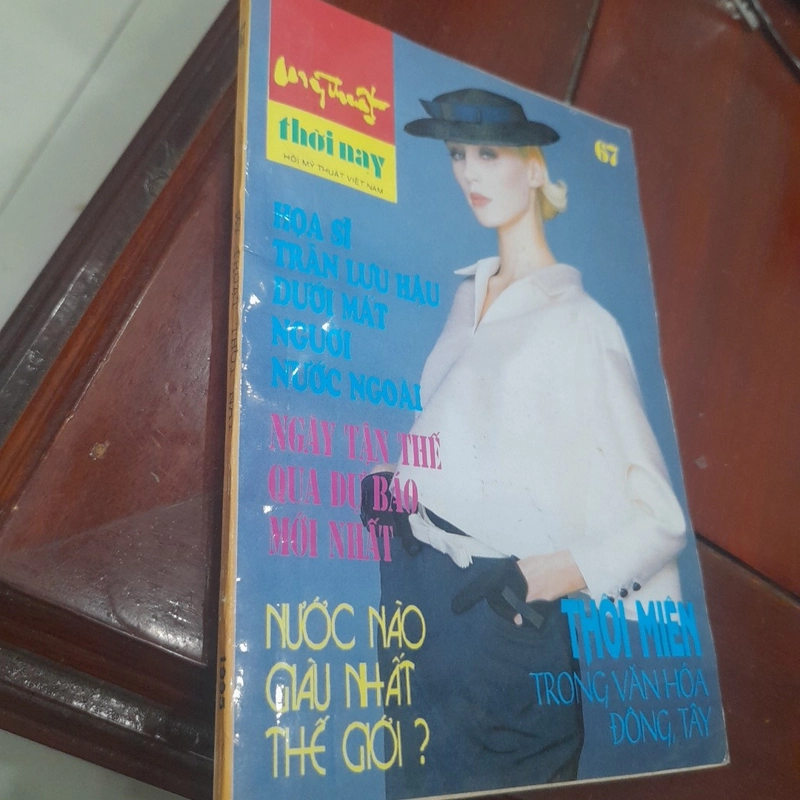 Mỹ Thuật
thời nay
HỘI MỸ THUẬT VIỆT NAM
67
HỌA SĨ
TRẦN LƯU HẬU
DƯỚI MẮT
NGƯỜI
NƯỚC NGOÀI
NGÀY TẬN THẾ
QUA DỰ BÁO
MỚI NHẤT
NƯỚC NÀO
GIÀU NHẤT
THẾ GIỚI ?
THÔI MIÊN
TRONG VĂN HÓA
ĐÔNG, TÂY